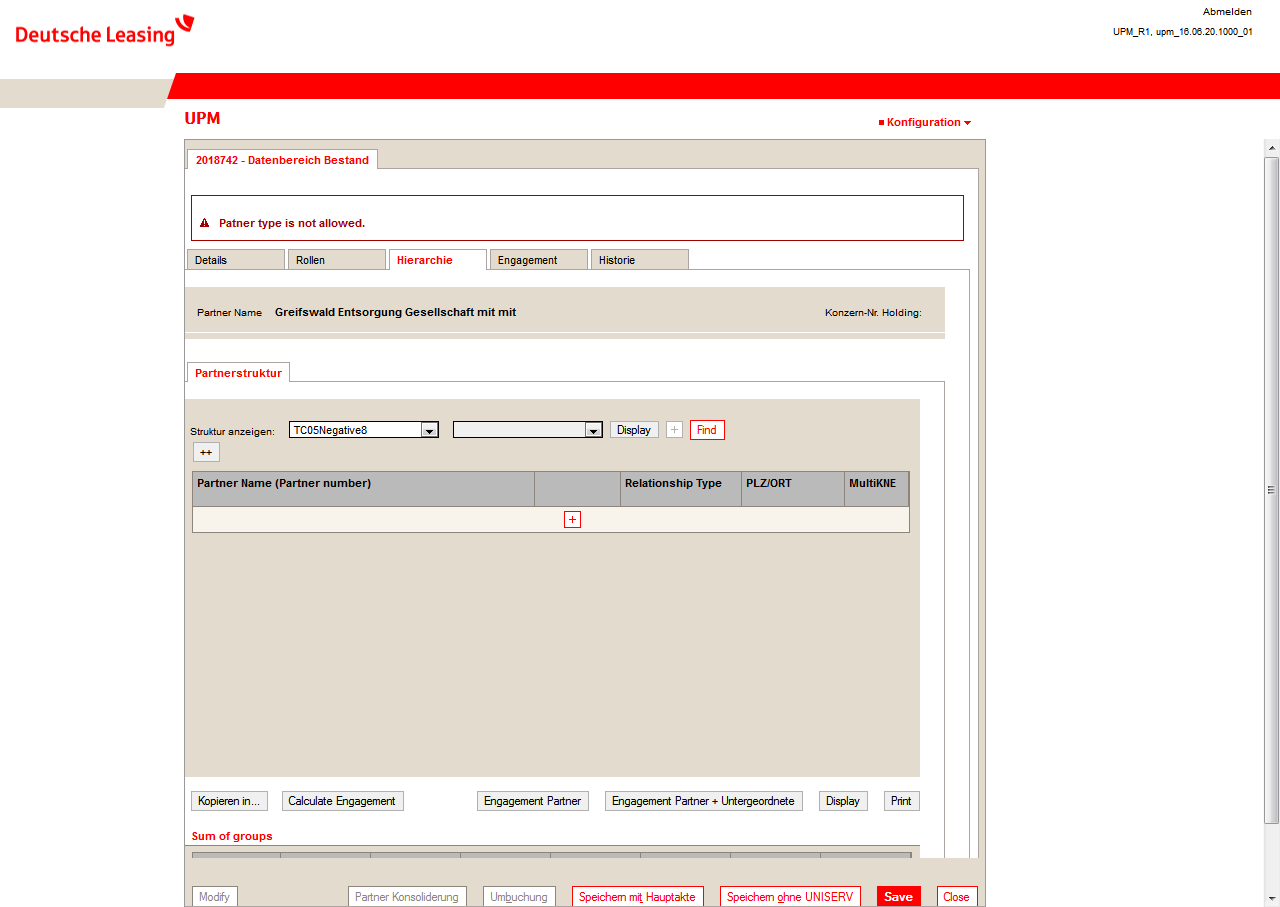 Deutsche Leasing
Abmelden
UPM_R1, upm_16.06.20.1000_01
UPM
Konfiguration
2018742 - Datenbereich Bestand
Patner type is not allowed.
Details Rollen Hierarchie Engagement Historie
Partner Name Greifswald Entsorgung Gesellschaft mit mit Konzern-Nr. Holding:
Partnerstruktur
Struktur anzeigen: TC05Negative8 Display + Find
++
Partner Name (Partner number) Relationship Type PLZ/ORT MultiKNE
+
Kopieren in... Calculate Engagement Engagement Partner Engagement Partner + Untergeordnete Display Print
Sum of groups
Modify Partner Konsolidierung Umbuchung Speichern mit Hauptakte Speichern ohne UNISERV Save Close